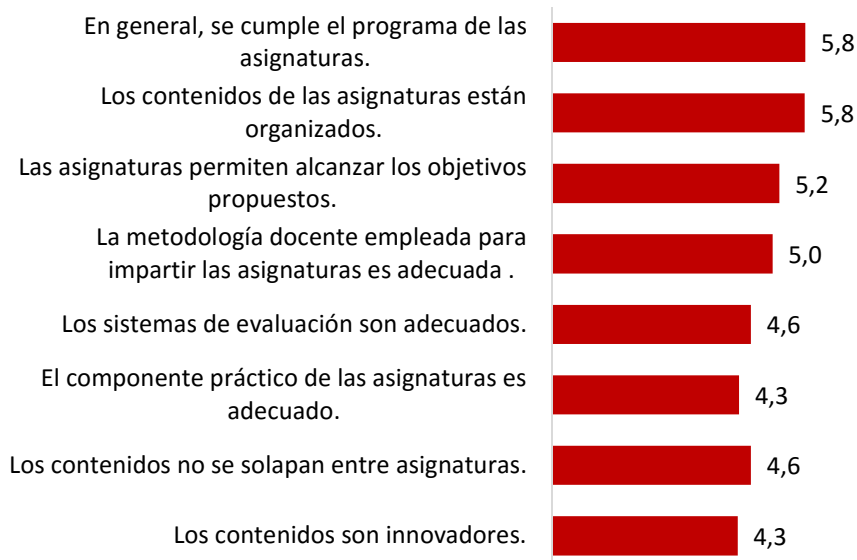 En general, se cumple el programa de las
asignaturas.
5,8
Los contenidos de las asignaturas están
organizados.
5,8
Las asignaturas permiten alcanzar los objetivos
propuestos.
5,2
La metodología docente empleada para
impartir las asignaturas es adecuada .
5,0
Los sistemas de evaluación son adecuados.
4,6
El componente práctico de las asignaturas es
adecuado.
4,3
Los contenidos no se solapan entre asignaturas.
4,6
Los contenidos son innovadores.
4,3